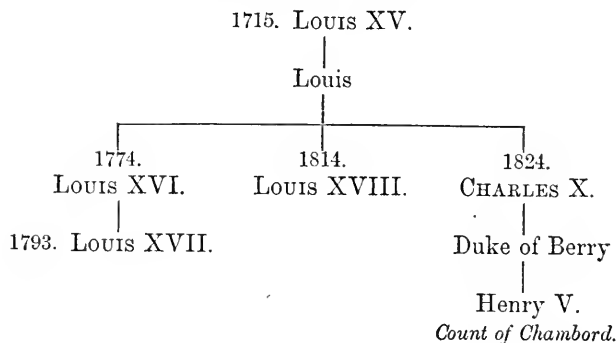 1715. Louis XV.
Louis
1774. 1814. 1824.
Louis XVI. Louis XVIII. Charles X.
1793. Louis XVII. Duke of Berry
Henry V.
Count of Chambord.